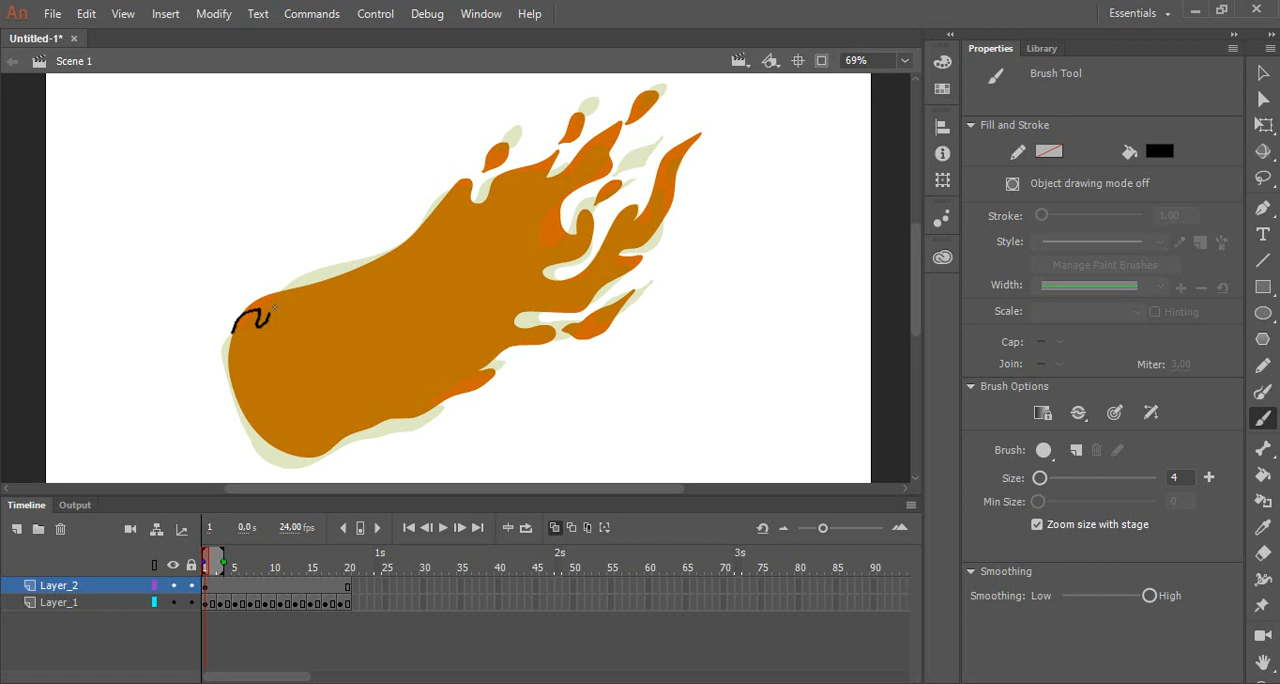 An File Edit View Insert Modify Text Commands Control Debug Window Help Essentials
Untitled-1*
Scene 1 69%
Properties Library
Brush Tool
Fill and Stroke
Object drawing mode off
Stroke: 1.00
Style:
Manage Paint Brushes
Width:
Scale: Hinting
Cap:
Join: Miter: 3,00
Brush Options
Brush:
Size: 4
Min Size: 0
Zoom size with stage
Smoothing
Smoothing: Low High
Timeline Output
1 0,0 s 24,00 fps
1s 2s 3s
1 5 10 15 20 25 30 35 40 45 50 55 60 65 70 75 80 85 90
Layer_2
Layer_1